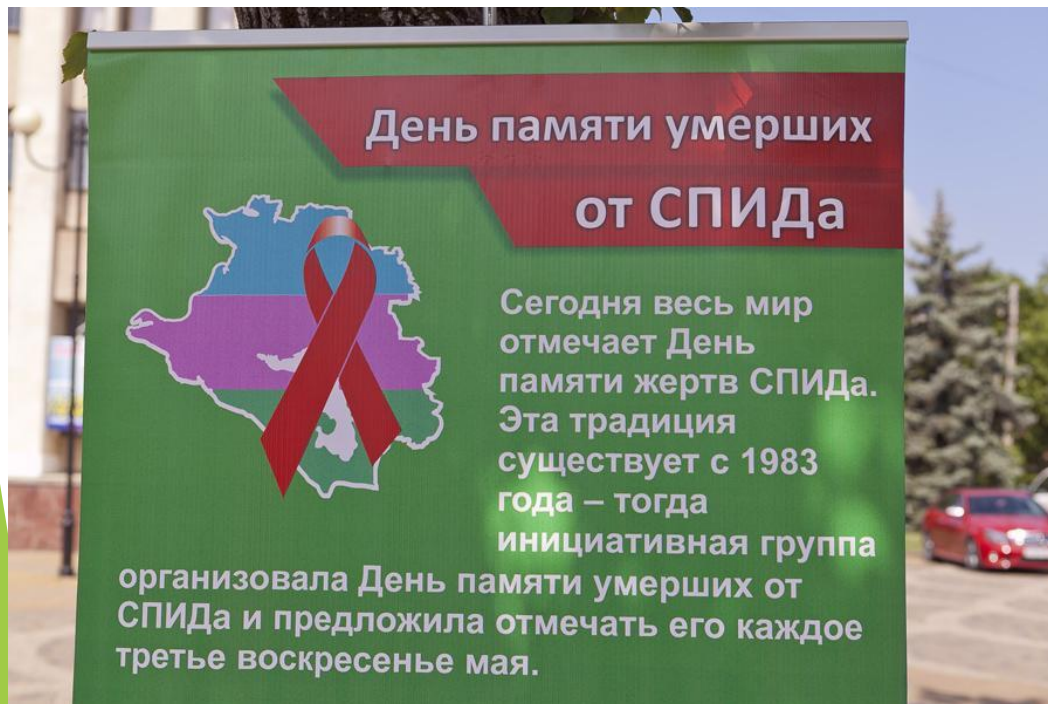 День памяти умерших
от СПИДа
Сегодня весь мир
отмечает День
памяти жертв СПИДа.
Эта традиция
существует с 1983
года – тогда
инициативная группа
организовала День памяти умерших от
СПИДа и предложила отмечать его каждое
третье воскресенье мая.